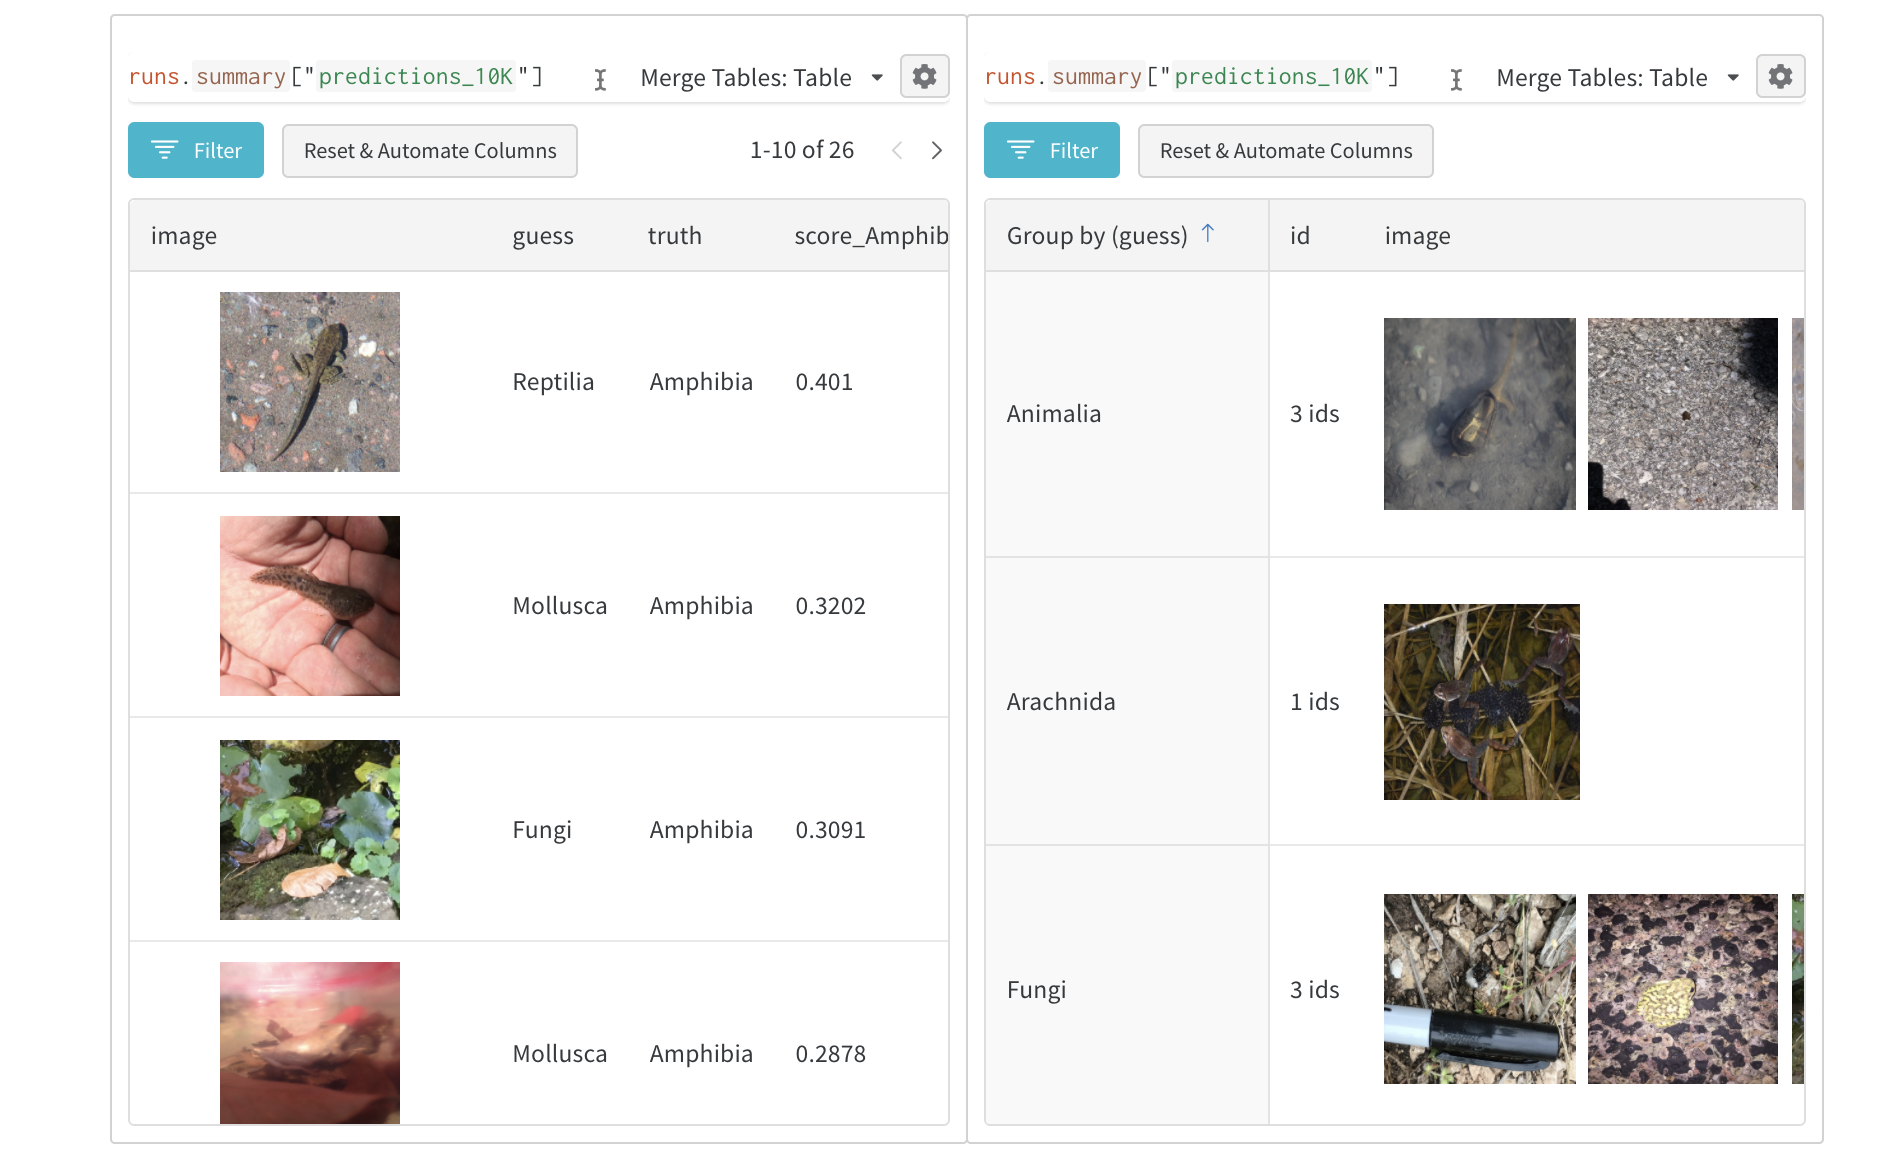 runs.summary["predictions_10K"]
Merge Tables: Table
Filter
Reset & Automate Columns
1-10 of 26
image guess truth score_Amphib
Reptilia Amphibia 0.401
Mollusca Amphibia 0.3202
Fungi Amphibia 0.3091
Mollusca Amphibia 0.2878
runs.summary["predictions_10K"]
Merge Tables: Table
Filter
Reset & Automate Columns
Group by (guess) ↑ id image
Animalia 3 ids
Arachnida 1 ids
Fungi 3 ids